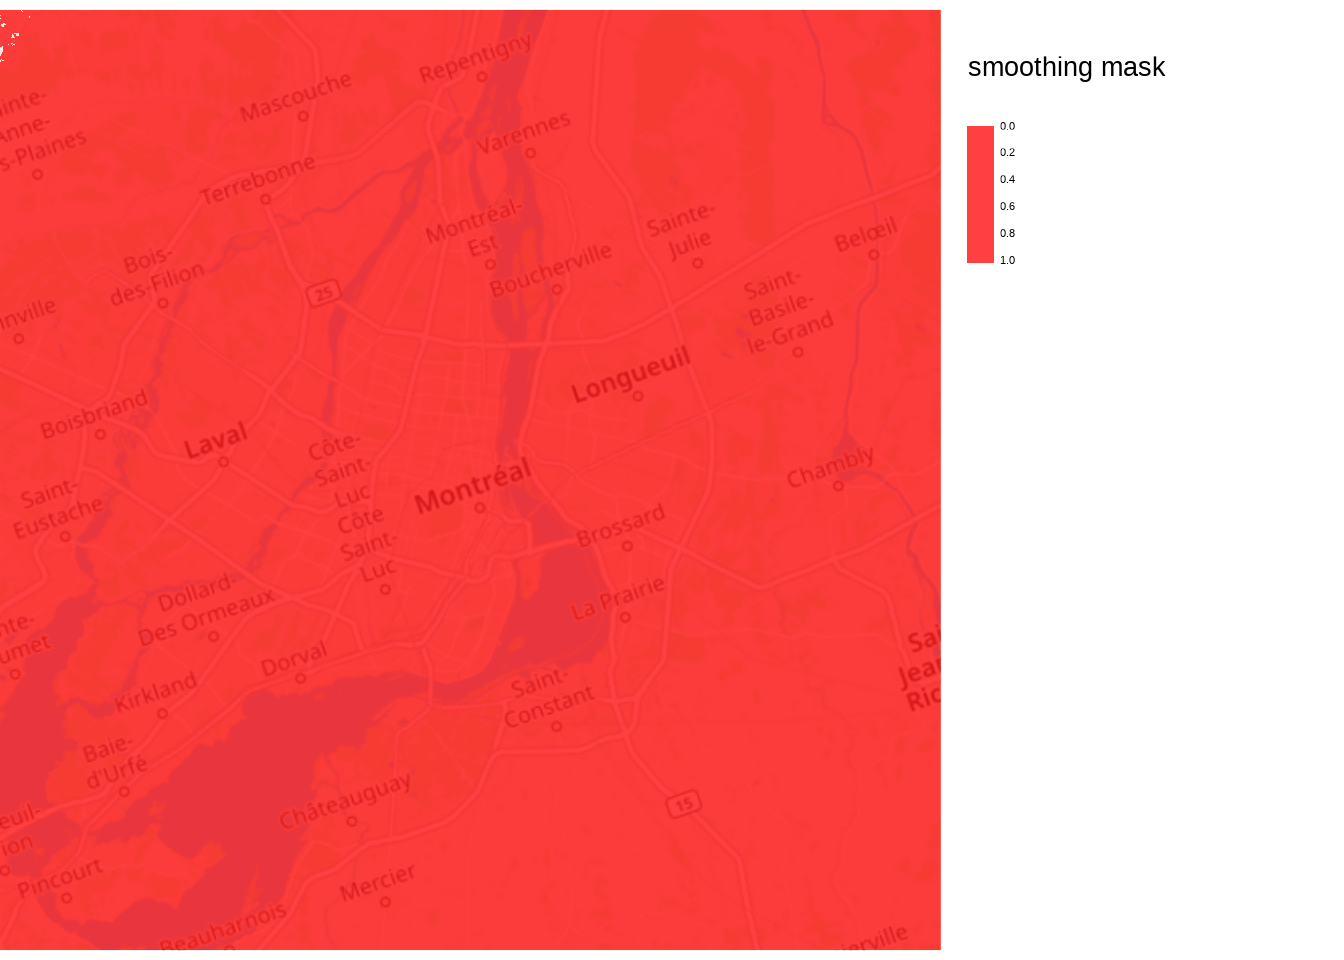 smoothing mask
0.0
0.2
0.4
0.6
0.8
1.0
Repentigny
Mascouche
Varennes
inte-
Anne-
s-Plaines
Terrebonne
Montréal-
Est
Sainte-
Julie
Belœil
Bois-
des-Filion
Boucherville
25
Saint-
Basile-
le-Grand
inville
Longueuil
Boisbriand
Laval
Côte-
Saint-
Luc
Côte
Saint-
Luc
Montréal
Chambly
Saint-
Eustache
Brossard
Dollard-
Des Ormeaux
La Prairie
nte-
umet
Dorval
Sai
Jear
Ric
Kirkland
Saint-
Constant
Baie-
d'Urfé
Châteauguay
15
euil-
ion
Pincourt
Mercier
Beauharnois
ierville